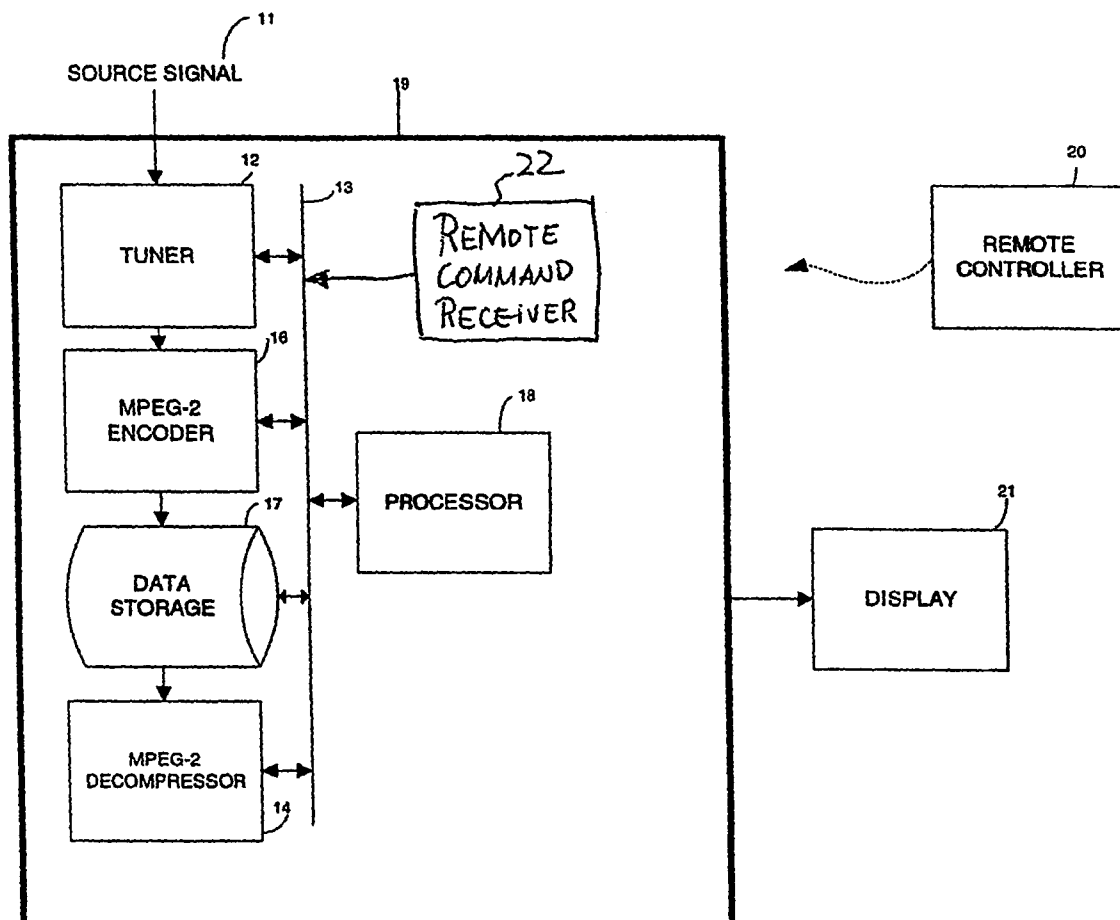 11
SOURCE SIGNAL
19
12
TUNER
13
22
REMOTE
COMMAND
RECEIVER
20
REMOTE
CONTROLLER
16
MPEG-2
ENCODER
18
PROCESSOR
17
DATA
STORAGE
21
DISPLAY
MPEG-2
DECOMPRESSOR
14